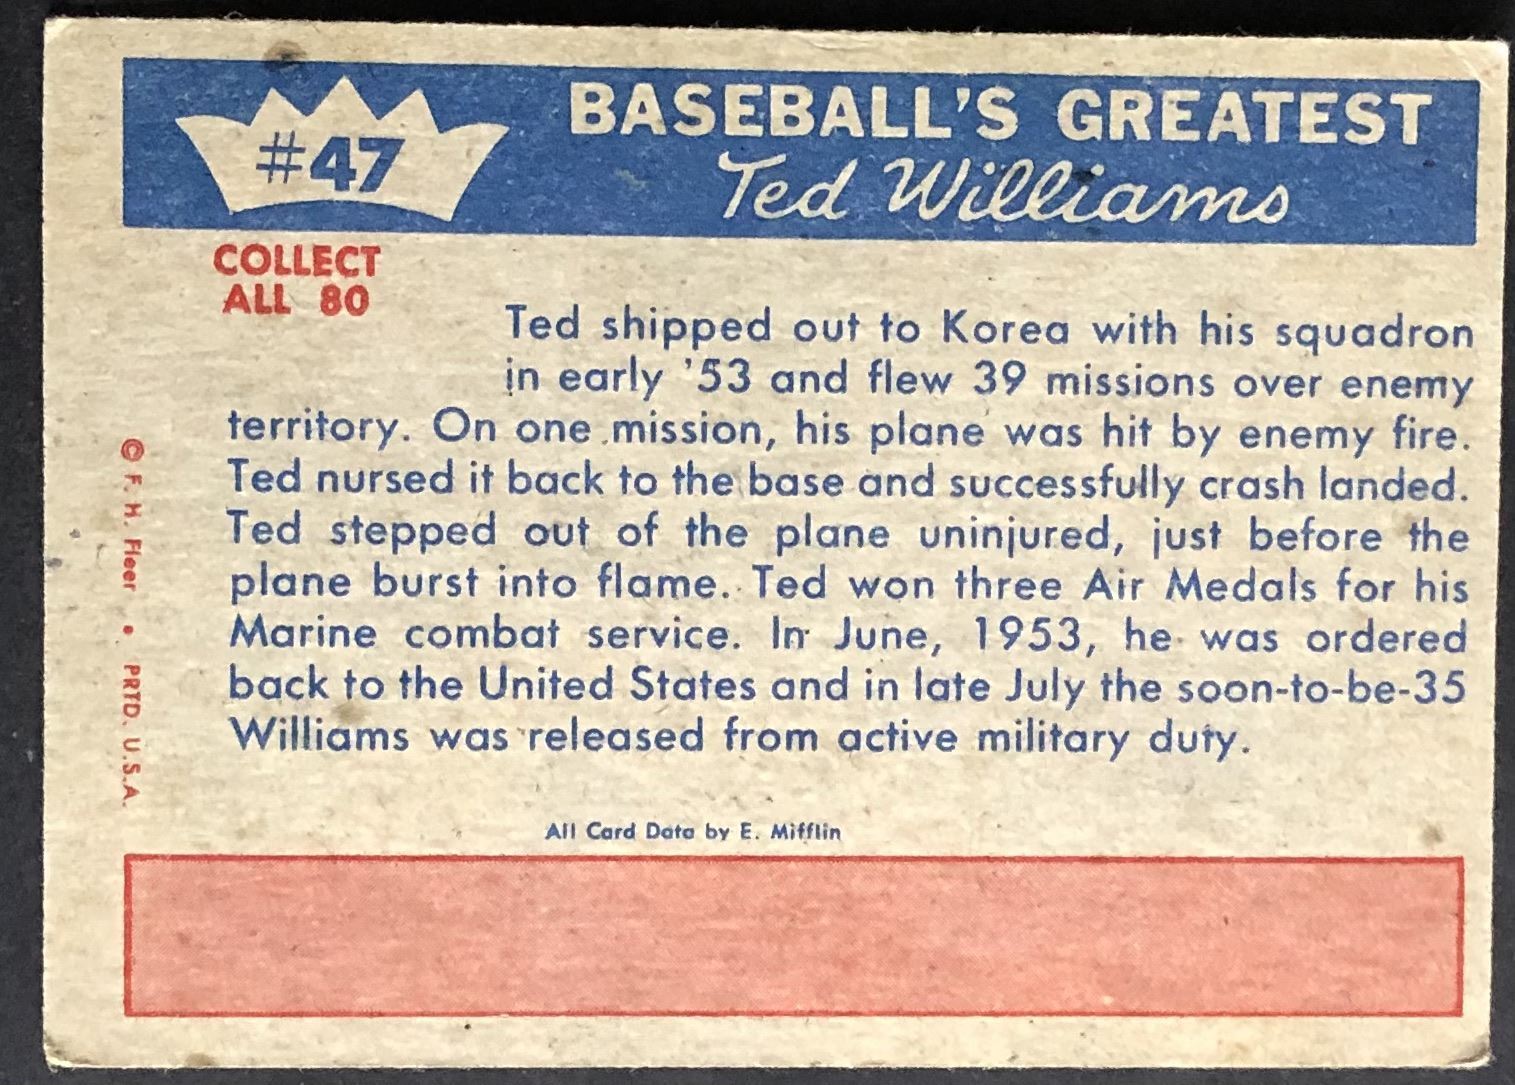 #47
BASEBALL'S GREATEST
Ted Williams
COLLECT
ALL 80
Ted shipped out to Korea with his squadron
in early '53 and flew 39 missions over enemy
territory. On one mission, his plane was hit by enemy fire.
Ted nursed it back to the base and successfully crash landed.
Ted stepped out of the plane uninjured, just before the
plane burst into flame. Ted won three Air Medals for his
Marine combat service. In June, 1953, he was ordered
back to the United States and in late July the soon-to-be-35
Williams was released from active military duty.
© F. H. Fleer • PRTD. U.S.A.
All Card Data by E. Mifflin